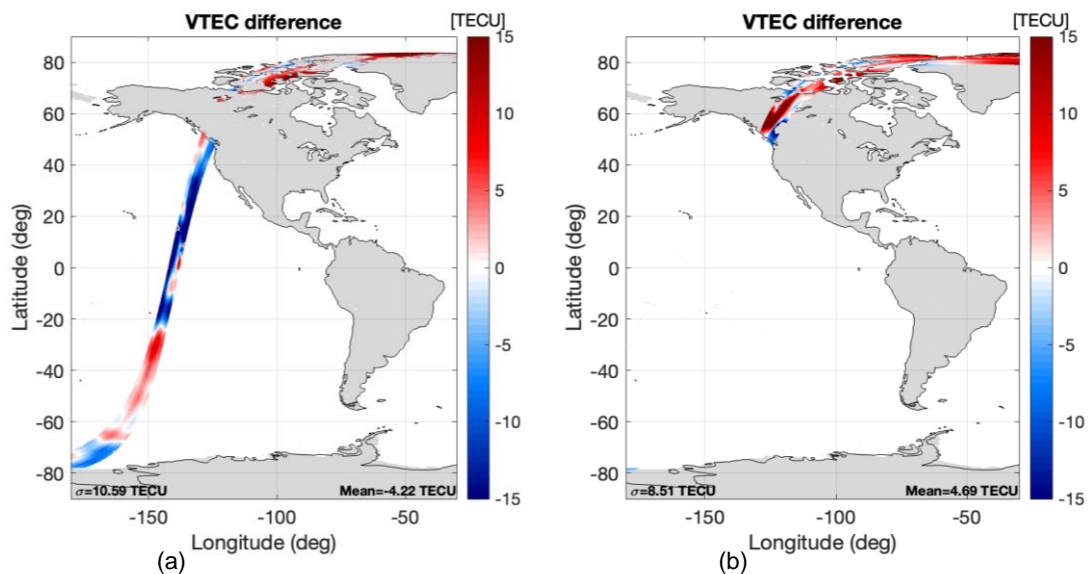 VTEC difference
[TECU]
80
60
40
20
0
-20
-40
-60
-80
Latitude (deg)
σ=10.59 TECU
Mean=-4.22 TECU
-150
-100
-50
Longitude (deg)
15
10
5
0
-5
-10
-15
(a)
VTEC difference
[TECU]
80
60
40
20
0
-20
-40
-60
-80
Latitude (deg)
σ=8.51 TECU
Mean=4.69 TECU
-150
-100
-50
Longitude (deg)
15
10
5
0
-5
-10
-15
(b)